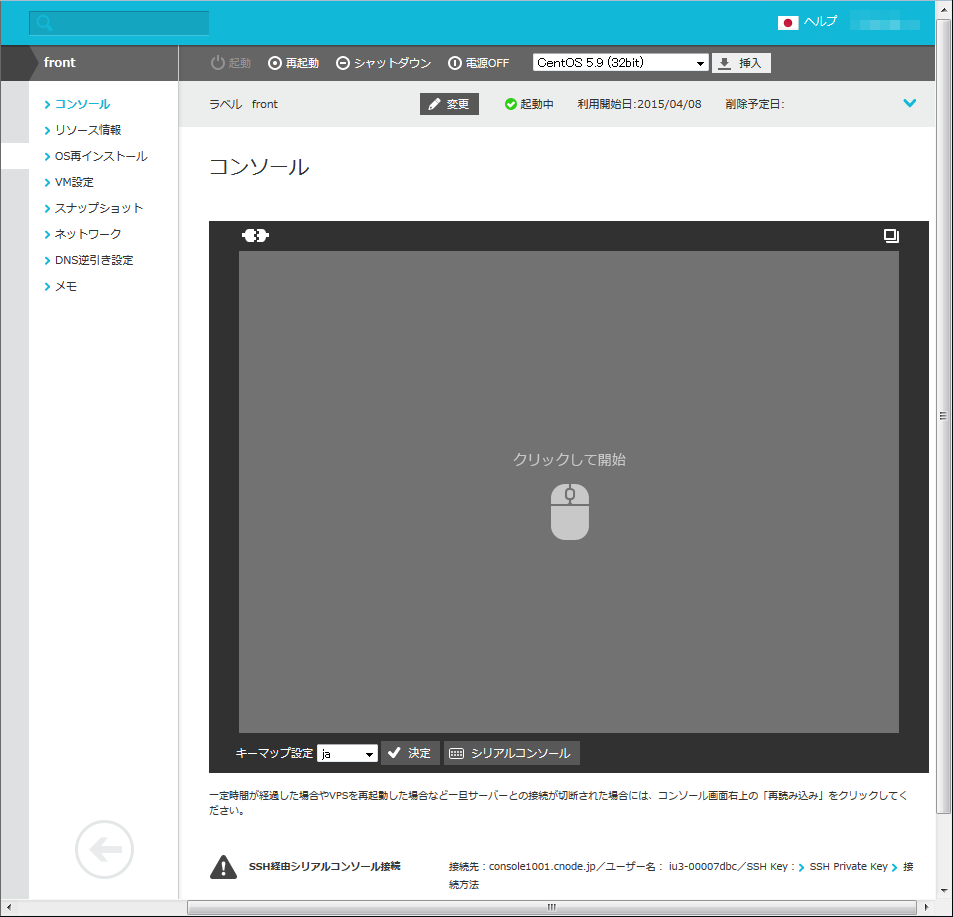 ヘルプ
front
起動 再起動 シャットダウン 電源OFF CentOS 5.9 (32bit) 挿入
ラベル front 変更 起動中 利用開始日:2015/04/08 削除予定日:
コンソール
リソース情報
OS再インストール
VM設定
スナップショット
ネットワーク
DNS逆引き設定
メモ
コンソール
クリックして開始
キーマップ設定 ja 決定 シリアルコンソール
一定時間が経過した場合やVPSを再起動した場合など一旦サーバーとの接続が切断された場合には、コンソール画面右上の「再読み込み」をクリックしてく
ださい。
SSH経由シリアルコンソール接続 接続先：console1001.cnode.jp／ユーザー名： iu3-00007dbc／SSH Key： SSH Private Key 接
続方法